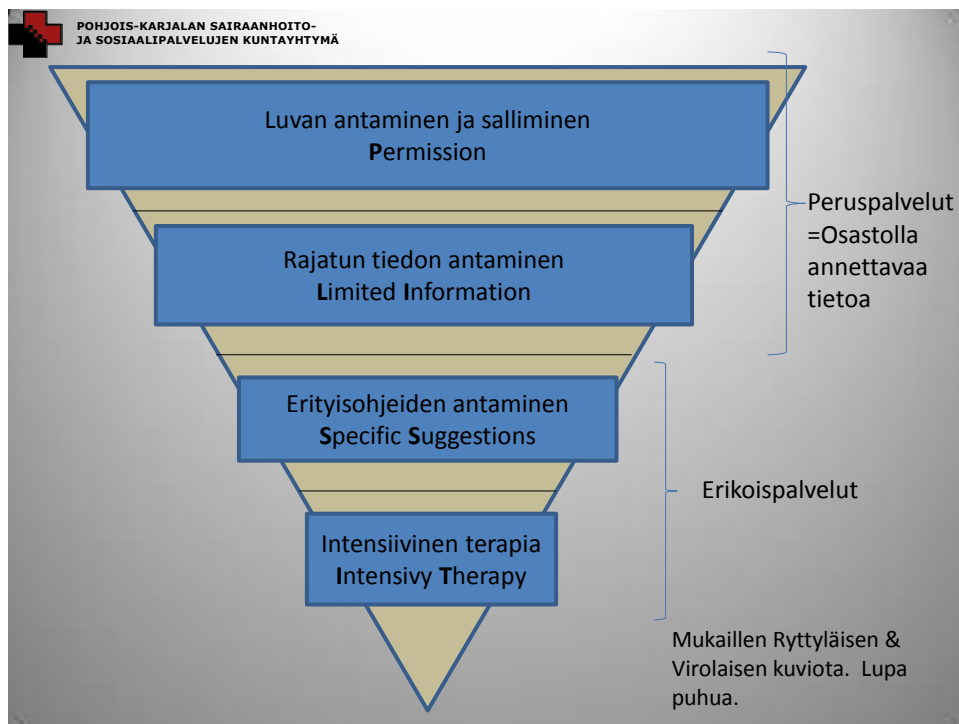 POHJOIS-KARJALAN SAIRAANHOITO-
JA SOSIAALIPALVELUJEN KUNTAYHTYMÄ
Luvan antaminen ja salliminen
Permission
Rajatun tiedon antaminen
Limited Information
Peruspalvelut
=Osastolla
annettavaa
tietoa
Erityisohjeiden antaminen
Specific Suggestions
Intensiivinen terapia
Intensivy Therapy
Erikoispalvelut
Mukaillen Ryttyläisen &
Virolaisen kuviota. Lupa
puhua.